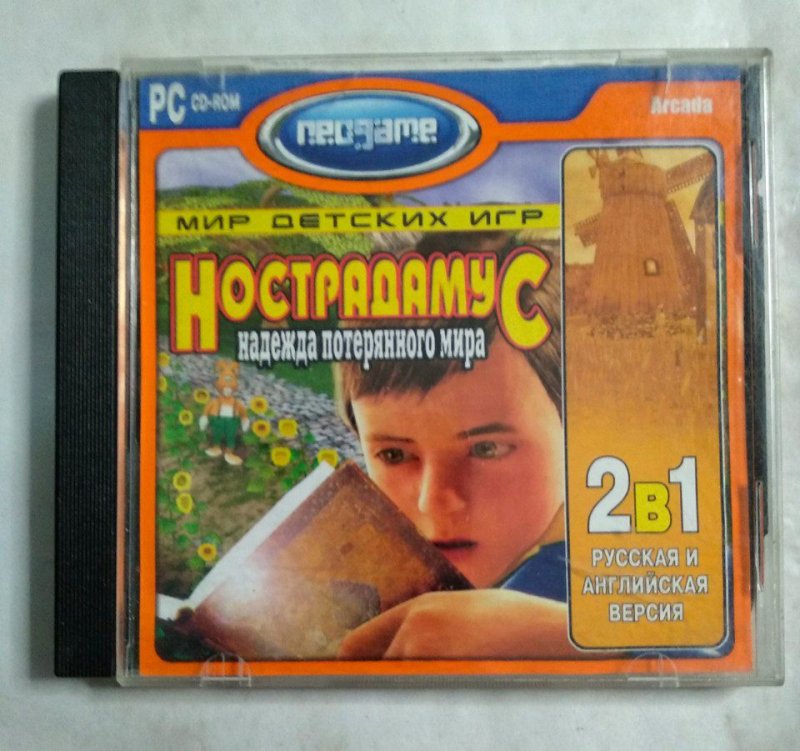 PC CD-ROM
neogame
Arcada
МИР ДЕТСКИХ ИГР
НОСТРАДАМУС
надежда потерянного мира
2в1
РУССКАЯ И
АНГЛИЙСКАЯ
ВЕРСИЯ